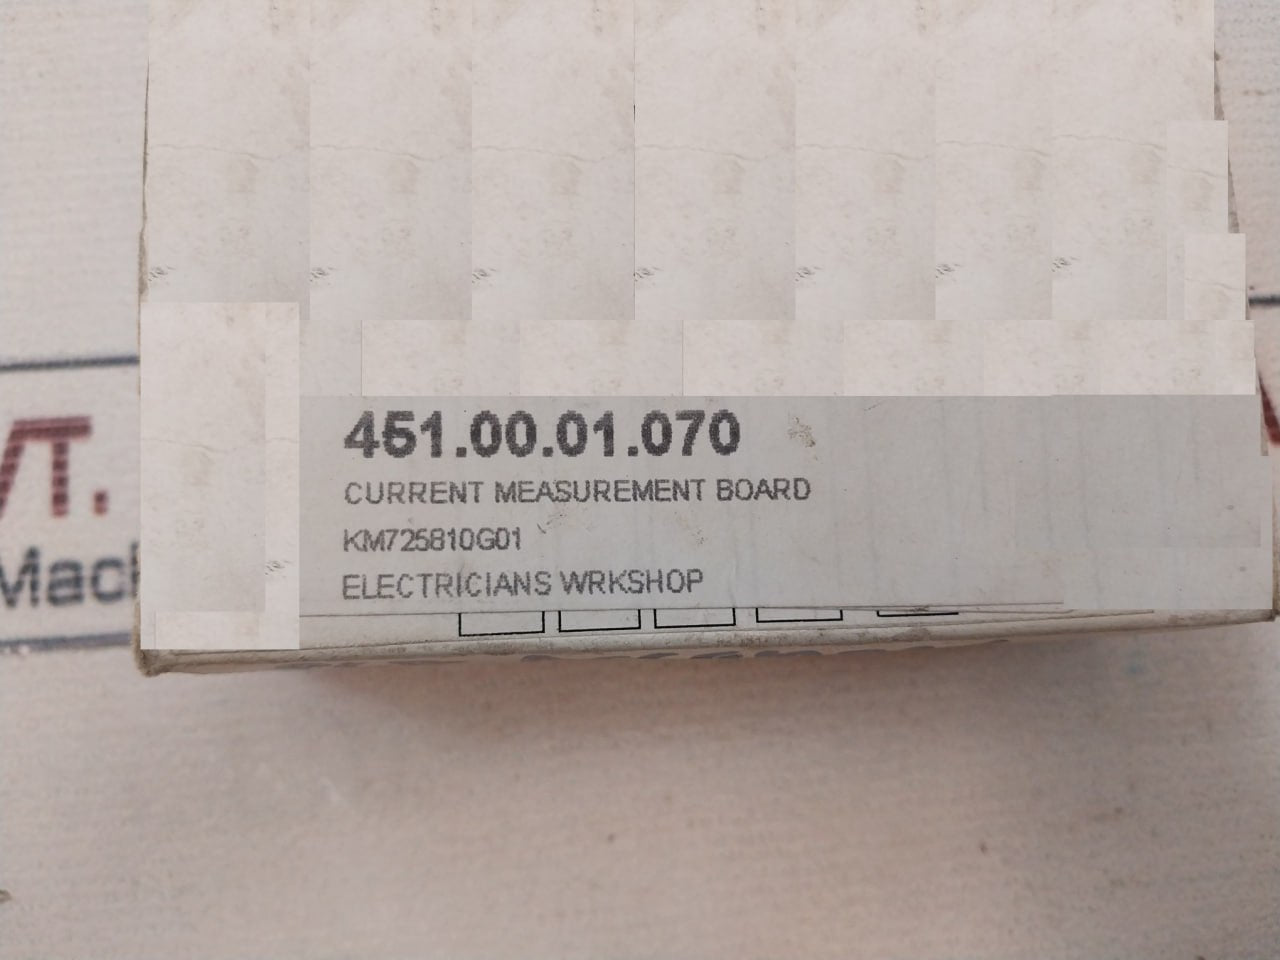 451.00.01.070
CURRENT MEASUREMENT BOARD
KM725810G01
ELECTRICIANS WRKSHOP